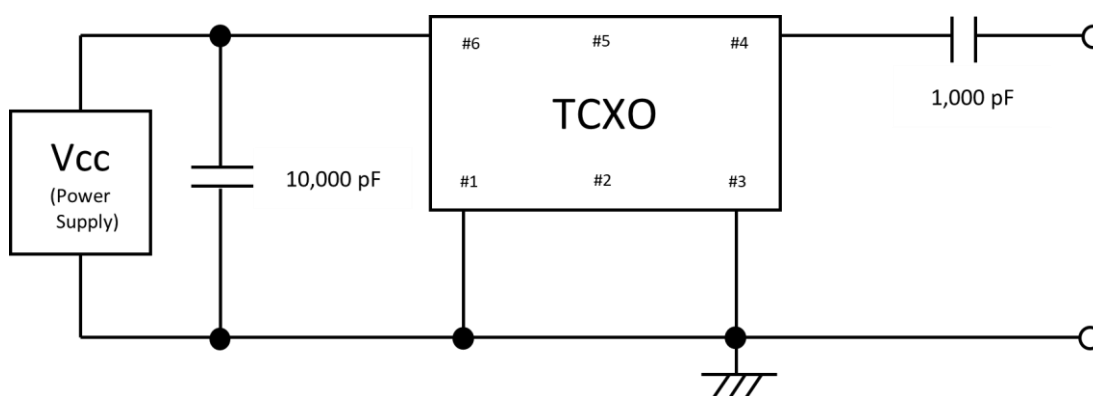 #6
#5
#4
TCXO
1,000 pF
Vcc
(Power
Supply)
10,000 pF
#1
#2
#3